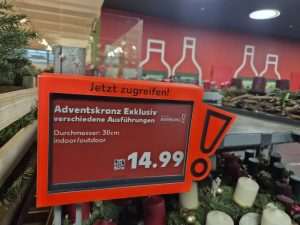 Jetzt zugreifen!
Adventskranz Exklusiv
verschiedene Ausführungen
Durchmesser: 30cm
indoor/outdoor
14.99